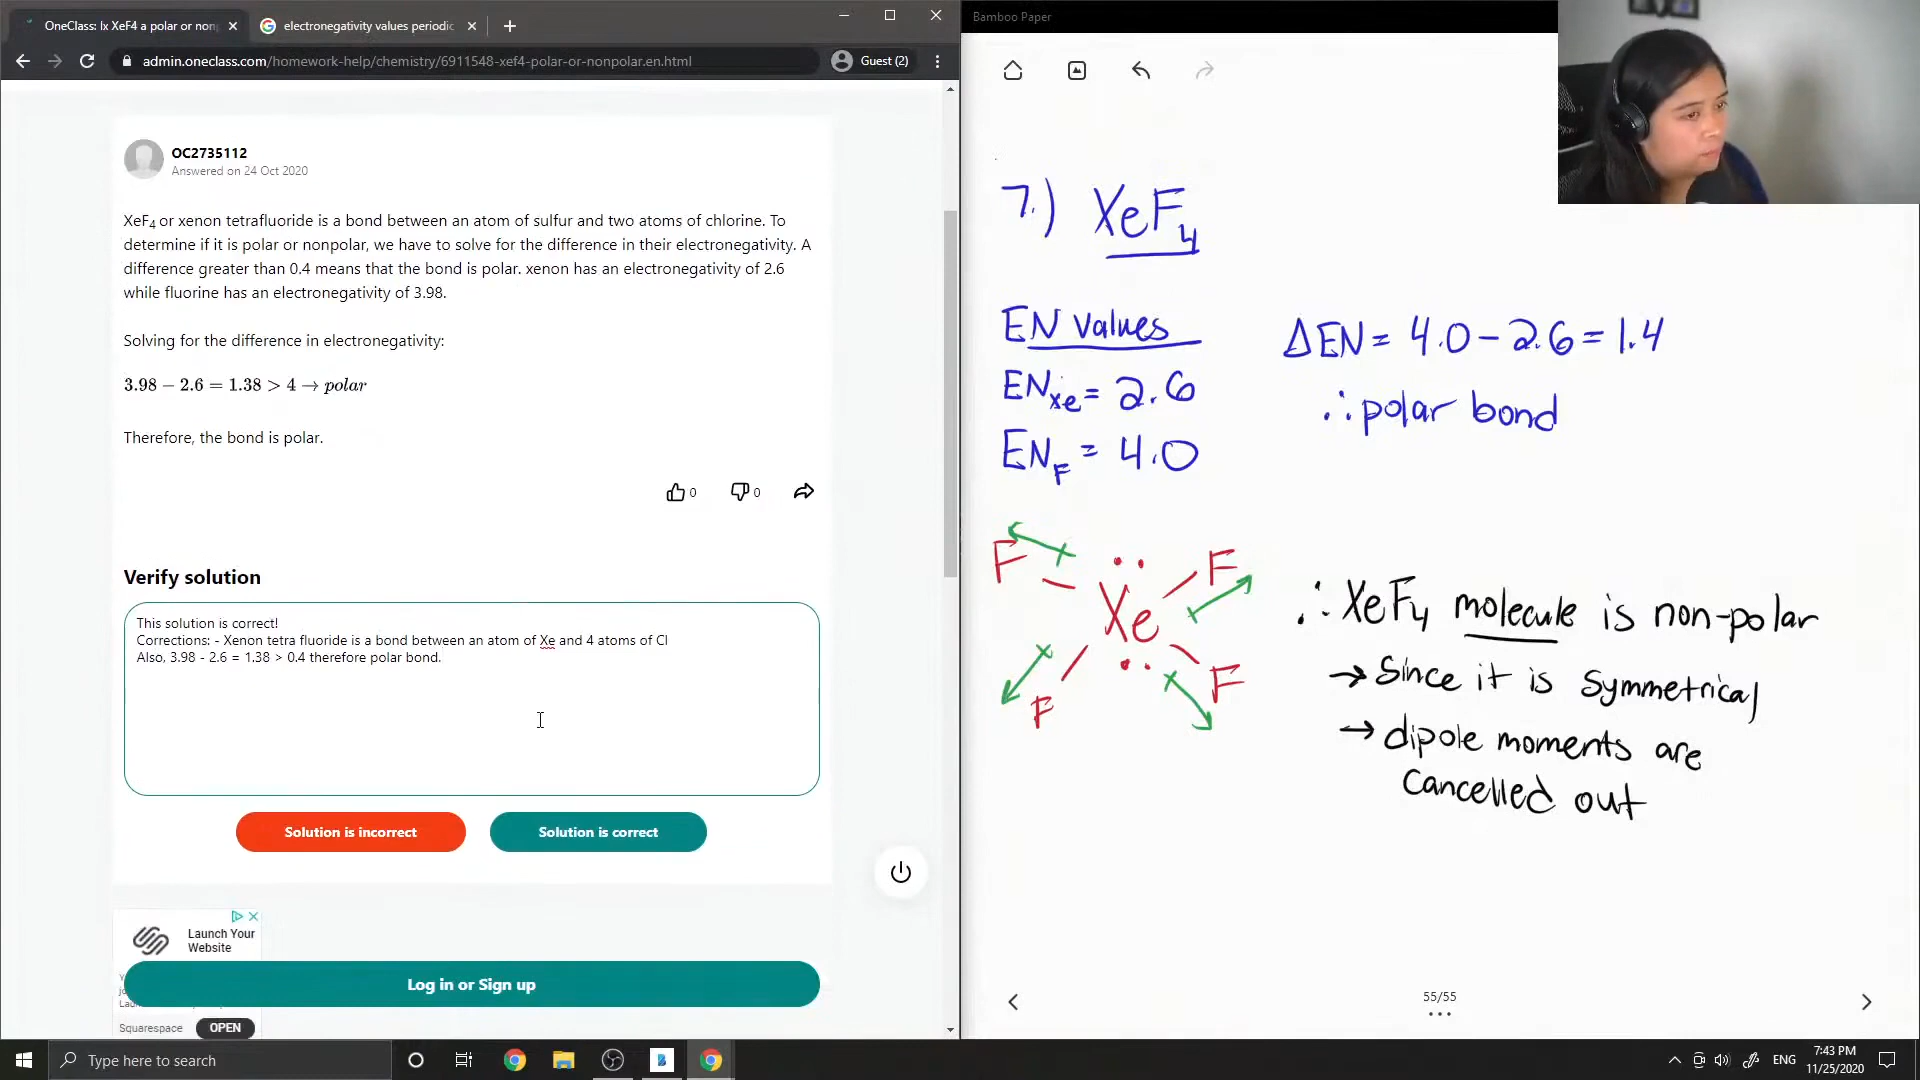 OneClass: Ix XeF4 a polar or non
electronegativity values periodic
admin.oneclass.com/homework-help/chemistry/6911548-xef4-polar-or-nonpolar.en.html
Guest (2)
OC2735112
Answered on 24 Oct 2020
XeF₄ or xenon tetrafluoride is a bond between an atom of sulfur and two atoms of chlorine. To
determine if it is polar or nonpolar, we have to solve for the difference in their electronegativity. A
difference greater than 0.4 means that the bond is polar. xenon has an electronegativity of 2.6
while fluorine has an electronegativity of 3.98.
Solving for the difference in electronegativity:
3.98 − 2.6 = 1.38 > 4 → polar
Therefore, the bond is polar.
0
0
Verify solution
This solution is correct!
Corrections: - Xenon tetra fluoride is a bond between an atom of Xe and 4 atoms of Cl
Also, 3.98 - 2.6 = 1.38 > 0.4 therefore polar bond.
Solution is incorrect
Solution is correct
Launch Your
Website
Log in or Sign up
Squarespace
OPEN
Bamboo Paper
7.) XeF₄
EN values
EN_Xe = 2.6
EN_F = 4.0
ΔEN = 4.0 - 2.6 = 1.4
∴ polar bond
F
F
Xe
F
F
∴ XeF₄ molecule is non-polar
→ Since it is symmetrical
→ dipole moments are
cancelled out
55/55
Type here to search
ENG
7:43 PM
11/25/2020